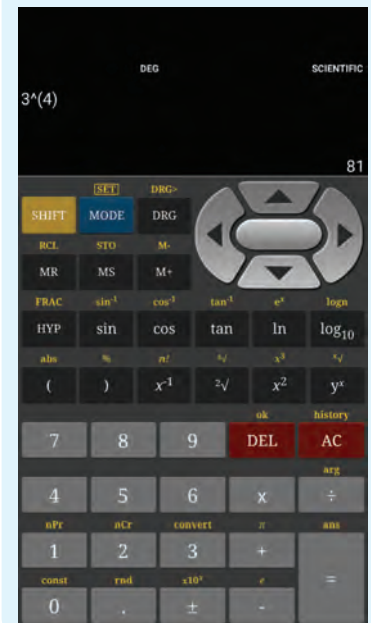 DEG SCIENTIFIC
3^(4)
81
SET DRG>
SHIFT MODE DRG
RCL STO M-
MR MS M+
FRAC sin⁻¹ cos⁻¹ tan⁻¹ eˣ logn
HYP sin cos tan ln log₁₀
abs % n! ³√ x³ ˣ√
( ) x⁻¹ ²√ x² yˣ
ok history
7 8 9 DEL AC
arg
4 5 6 x ÷
nPr nCr convert π ans
1 2 3 +
const rnd x10ˣ e =
0 . ± -